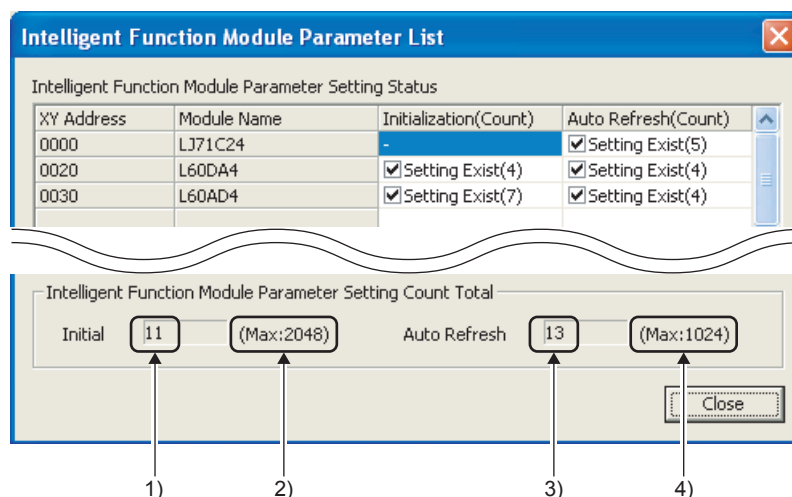 Intelligent Function Module Parameter List
Intelligent Function Module Parameter Setting Status
XY Address Module Name Initialization(Count) Auto Refresh(Count)
0000 LJ71C24 - Setting Exist(5)
0020 L60DA4 Setting Exist(4) Setting Exist(4)
0030 L60AD4 Setting Exist(7) Setting Exist(4)
Intelligent Function Module Parameter Setting Count Total
Initial 11 (Max:2048) Auto Refresh 13 (Max:1024)
Close
1) 2) 3) 4)